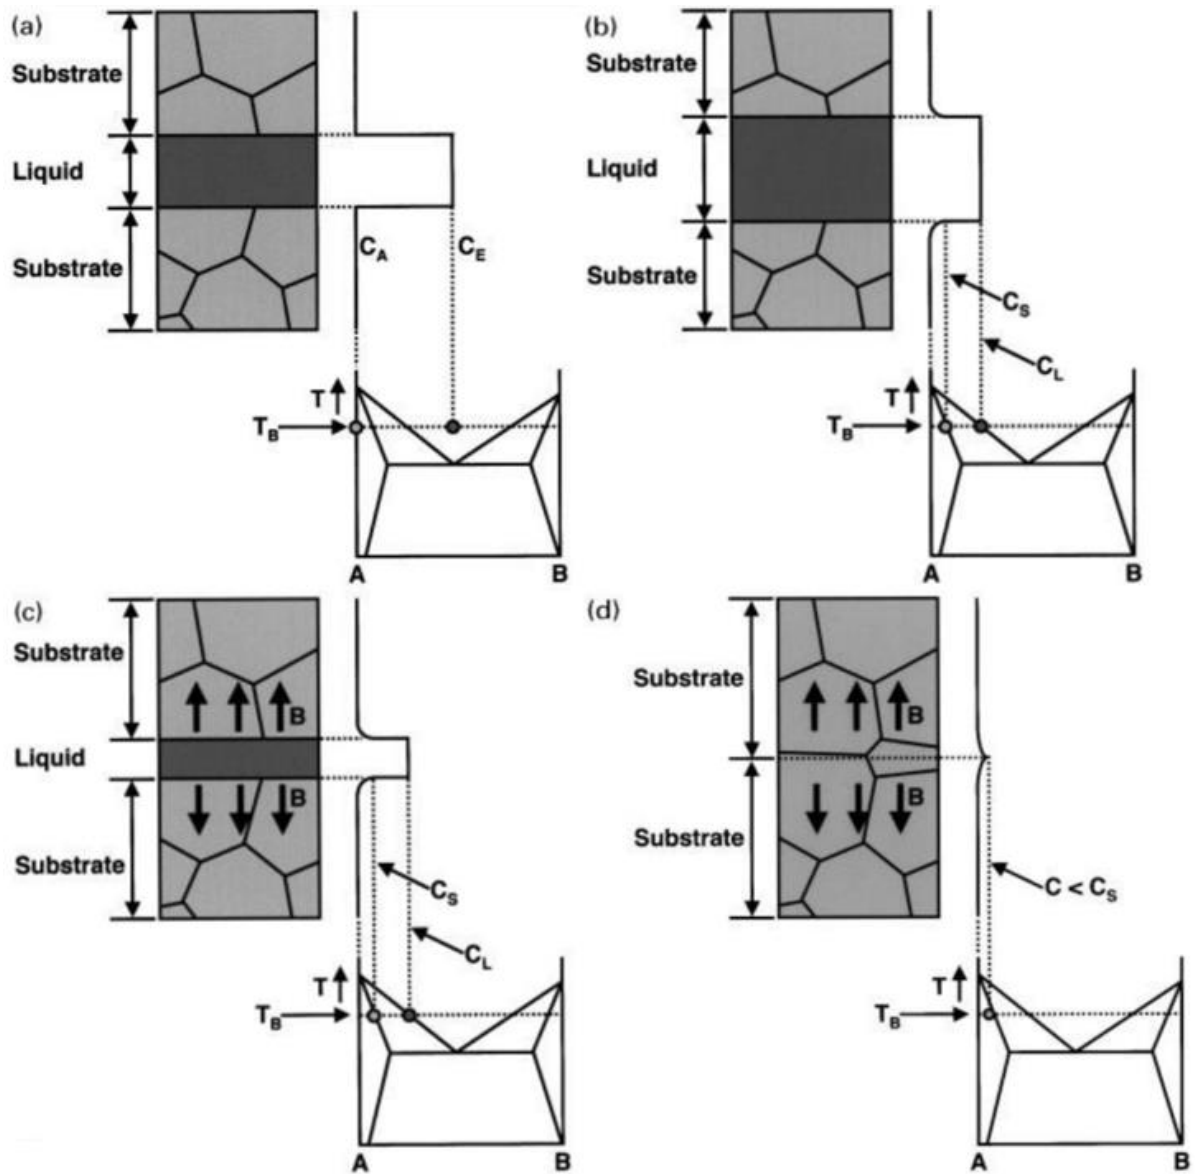 (a)
Substrate
Liquid
Substrate
C_A
C_E
T
T_B
A
B
(b)
Substrate
Liquid
Substrate
C_S
C_L
T
T_B
A
B
(c)
Substrate
B
Liquid
B
Substrate
C_S
C_L
T
T_B
A
B
(d)
Substrate
B
B
Substrate
C < C_S
T
T_B
A
B